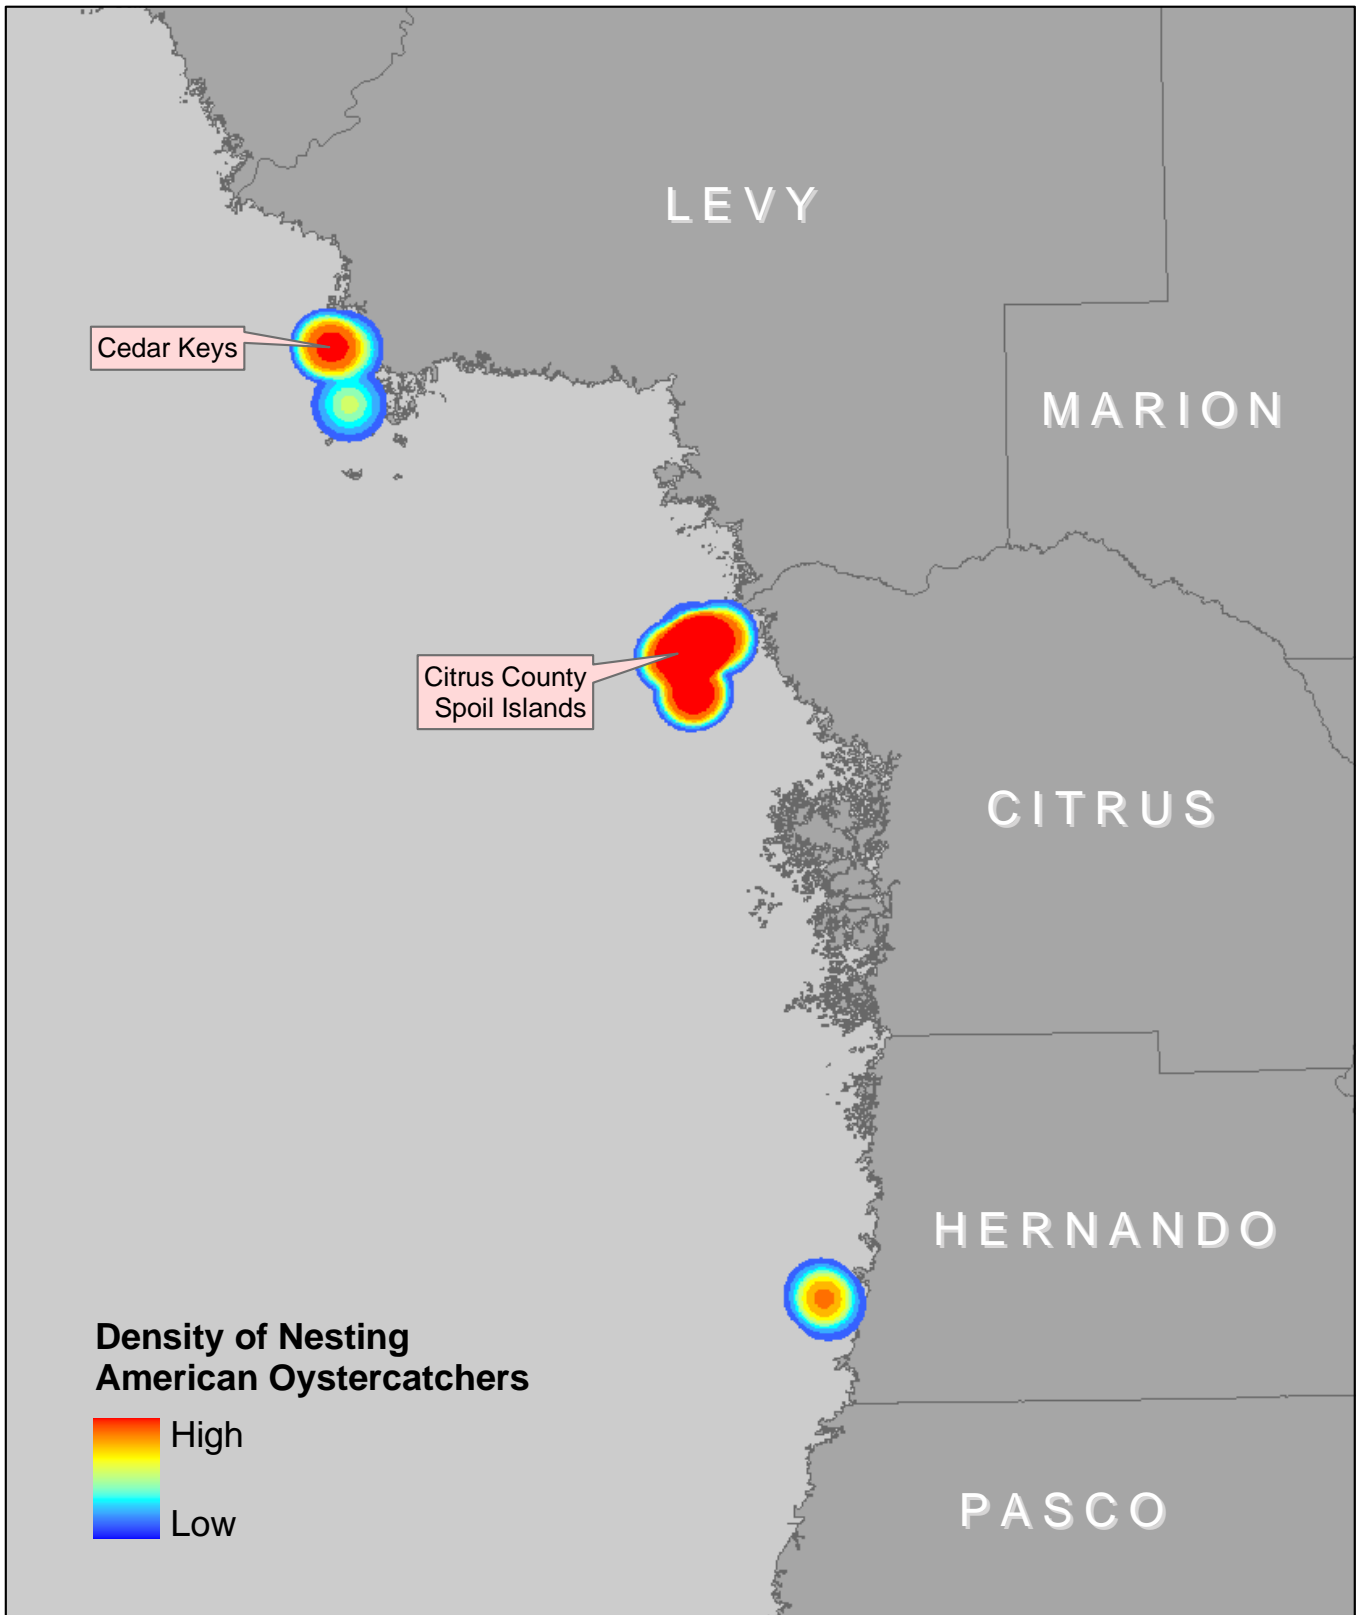 LEVY
Cedar Keys
MARION
Citrus County
Spoil Islands
CITRUS
HERNANDO
Density of Nesting
American Oystercatchers
High
Low
PASCO